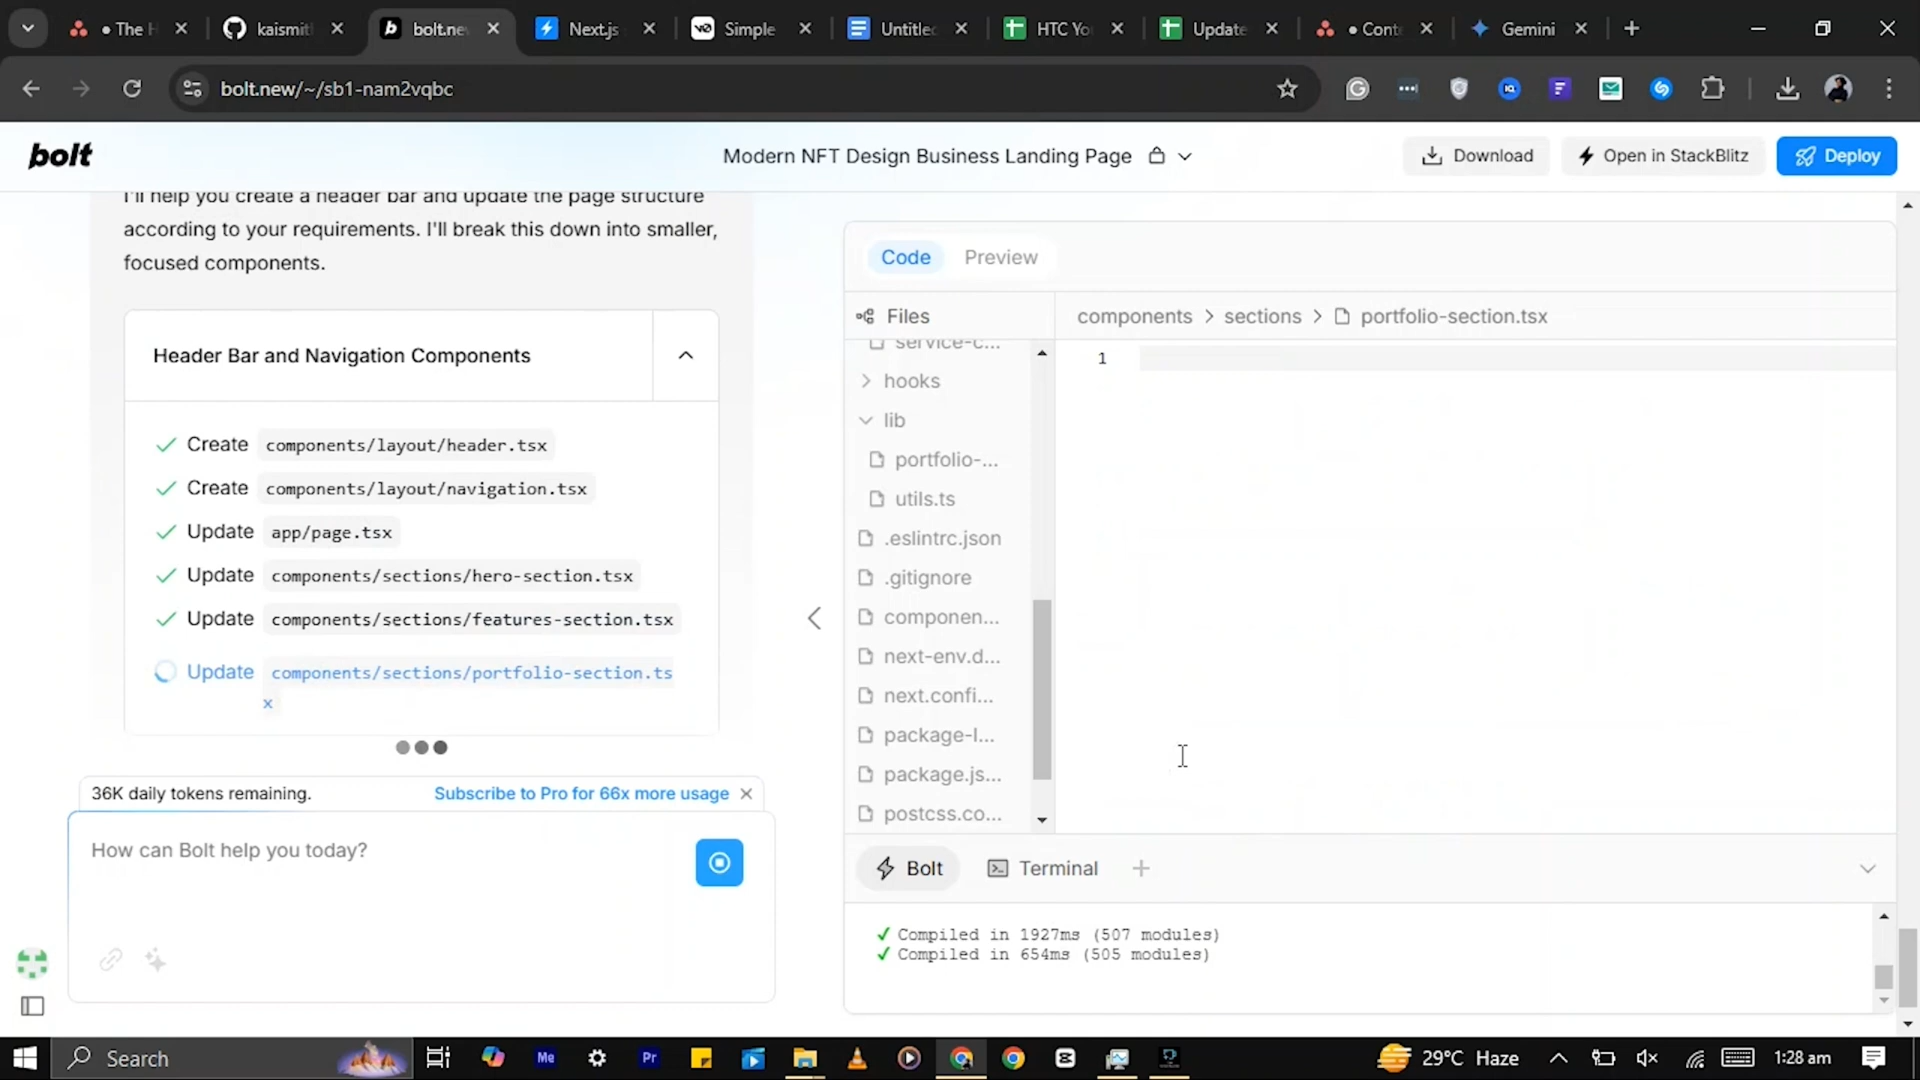 The H
kaismit
bolt.new
Next.js
Simple
Untitled
HTC Yo
Update
Cont
Gemini
bolt.new/~/sb1-nam2vqbc
bolt
Modern NFT Design Business Landing Page
Download
Open in StackBlitz
Deploy
I'll help you create a header bar and update the page structure
according to your requirements. I'll break this down into smaller,
focused components.
Header Bar and Navigation Components
Create components/layout/header.tsx
Create components/layout/navigation.tsx
Update app/page.tsx
Update components/sections/hero-section.tsx
Update components/sections/features-section.tsx
Update components/sections/portfolio-section.ts
x
36K daily tokens remaining.
Subscribe to Pro for 66x more usage
How can Bolt help you today?
Code
Preview
Files
components > sections > portfolio-section.tsx
1
service-c...
hooks
lib
portfolio-...
utils.ts
.eslintrc.json
.gitignore
componen...
next-env.d...
next.confi...
package-l...
package.js...
postcss.co...
Bolt
Terminal
Compiled in 1927ms (507 modules)
Compiled in 654ms (505 modules)
Search
Me
Pr
29°C Haze
1:28 am